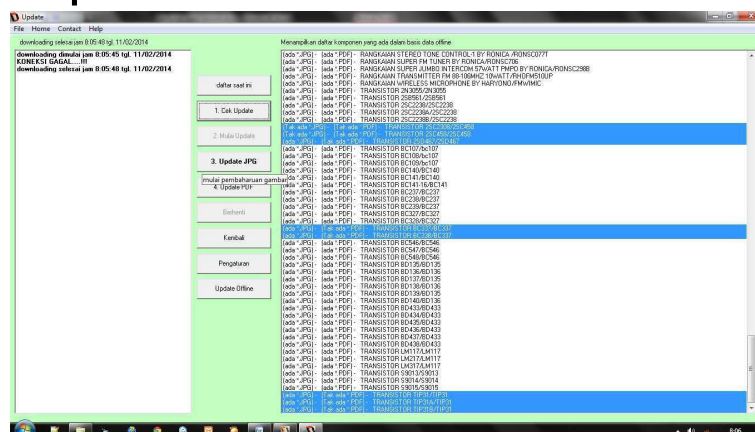 Update
File Home Contact Help
downloading selesai jam 8:05:48 tgl. 11/02/2014
Menampilkan daftar komponen yang ada dalam basis data offline
downloading dimulai jam 8:05:45 tgl. 11/02/2014
KONEKSI GAGAL....!!!
downloading selesai jam 8:05:48 tgl. 11/02/2014
daftar saat ini
1. Cek Update
2. Mulai Update
3. Update JPG
mulai pembaharuan gambar
4. Update PDF
Berhenti
Kembali
Pengaturan
Update Offline
(ada *.JPG) - (ada *.PDF) - RANGKAIAN STEREO TONE CONTROL-1 BY RONICA /RONSC077T
(ada *.JPG) - (ada *.PDF) - RANGKAIAN SUPER FM TUNER BY RONICA/RONSC706
(ada *.JPG) - (ada *.PDF) - RANGKAIAN SUPER JUMBO INTERCOM 57WATT PMPO BY RONICA/RONSC298B
(ada *.JPG) - (ada *.PDF) - RANGKAIAN TRANSMITTER FM 88-106MHZ 10WATT/RHDFM510UP
(ada *.JPG) - (ada *.PDF) - RANGKAIAN WIRELESS MICROPHONE BY HARYONO/FMWIMIC
(ada *.JPG) - (ada *.PDF) - TRANSISTOR 2N3055/2N3055
(ada *.JPG) - (ada *.PDF) - TRANSISTOR 2SB561/2SB561
(ada *.JPG) - (ada *.PDF) - TRANSISTOR 2SC2238/2SC2238
(ada *.JPG) - (ada *.PDF) - TRANSISTOR 2SC2238A/2SC2238
(ada *.JPG) - (ada *.PDF) - TRANSISTOR 2SC2238B/2SC2238
(Tak ada *.JPG) - (Tak ada *.PDF) - TRANSISTOR 2SC2308/2SC458
(Tak ada *.JPG) - (Tak ada *.PDF) - TRANSISTOR 2SC458/2SC458
(Tak ada *.PDF) - TRANSISTOR 2SD467/2SD467
(ada *.JPG) - (ada *.PDF) - TRANSISTOR BC107/bc107
(ada *.JPG) - (ada *.PDF) - TRANSISTOR BC108/bc107
(ada *.JPG) - (ada *.PDF) - TRANSISTOR BC109/bc107
(ada *.JPG) - (ada *.PDF) - TRANSISTOR BC140/BC140
(ada *.JPG) - (ada *.PDF) - TRANSISTOR BC141/BC140
(ada *.JPG) - (ada *.PDF) - TRANSISTOR BC141-16/BC141
(ada *.JPG) - (ada *.PDF) - TRANSISTOR BC237/BC237
(ada *.JPG) - (ada *.PDF) - TRANSISTOR BC238/BC237
(ada *.JPG) - (ada *.PDF) - TRANSISTOR BC239/BC237
(ada *.JPG) - (ada *.PDF) - TRANSISTOR BC327/BC327
(ada *.JPG) - (ada *.PDF) - TRANSISTOR BC328/BC327
(ada *.JPG) - (Tak ada *.PDF) - TRANSISTOR BC337/BC337
(ada *.JPG) - (Tak ada *.PDF) - TRANSISTOR BC338/BC337
(ada *.JPG) - (ada *.PDF) - TRANSISTOR BC546/BC546
(ada *.JPG) - (ada *.PDF) - TRANSISTOR BC547/BC546
(ada *.JPG) - (ada *.PDF) - TRANSISTOR BC548/BC546
(ada *.JPG) - (ada *.PDF) - TRANSISTOR BD135/BD135
(ada *.JPG) - (ada *.PDF) - TRANSISTOR BD136/BD135
(ada *.JPG) - (ada *.PDF) - TRANSISTOR BD137/BD135
(ada *.JPG) - (ada *.PDF) - TRANSISTOR BD138/BD135
(ada *.JPG) - (ada *.PDF) - TRANSISTOR BD139/BD135
(ada *.JPG) - (ada *.PDF) - TRANSISTOR BD140/BD135
(ada *.JPG) - (ada *.PDF) - TRANSISTOR BD433/BD433
(ada *.JPG) - (ada *.PDF) - TRANSISTOR BD434/BD433
(ada *.JPG) - (ada *.PDF) - TRANSISTOR BD435/BD433
(ada *.JPG) - (ada *.PDF) - TRANSISTOR BD436/BD433
(ada *.JPG) - (ada *.PDF) - TRANSISTOR BD437/BD433
(ada *.JPG) - (ada *.PDF) - TRANSISTOR BD438/BD433
(ada *.JPG) - (ada *.PDF) - TRANSISTOR LM117/LM117
(ada *.JPG) - (ada *.PDF) - TRANSISTOR LM217/LM117
(ada *.JPG) - (ada *.PDF) - TRANSISTOR LM317/LM117
(ada *.JPG) - (ada *.PDF) - TRANSISTOR S9013/S9013
(ada *.JPG) - (ada *.PDF) - TRANSISTOR S9014/S9014
(ada *.JPG) - (ada *.PDF) - TRANSISTOR S9015/S9015
(ada *.JPG) - (Tak ada *.PDF) - TRANSISTOR TIP31/TIP31
(ada *.JPG) - (Tak ada *.PDF) - TRANSISTOR TIP31A/TIP31
(ada *.JPG) - (Tak ada *.PDF) - TRANSISTOR TIP31B/TIP31
8:06